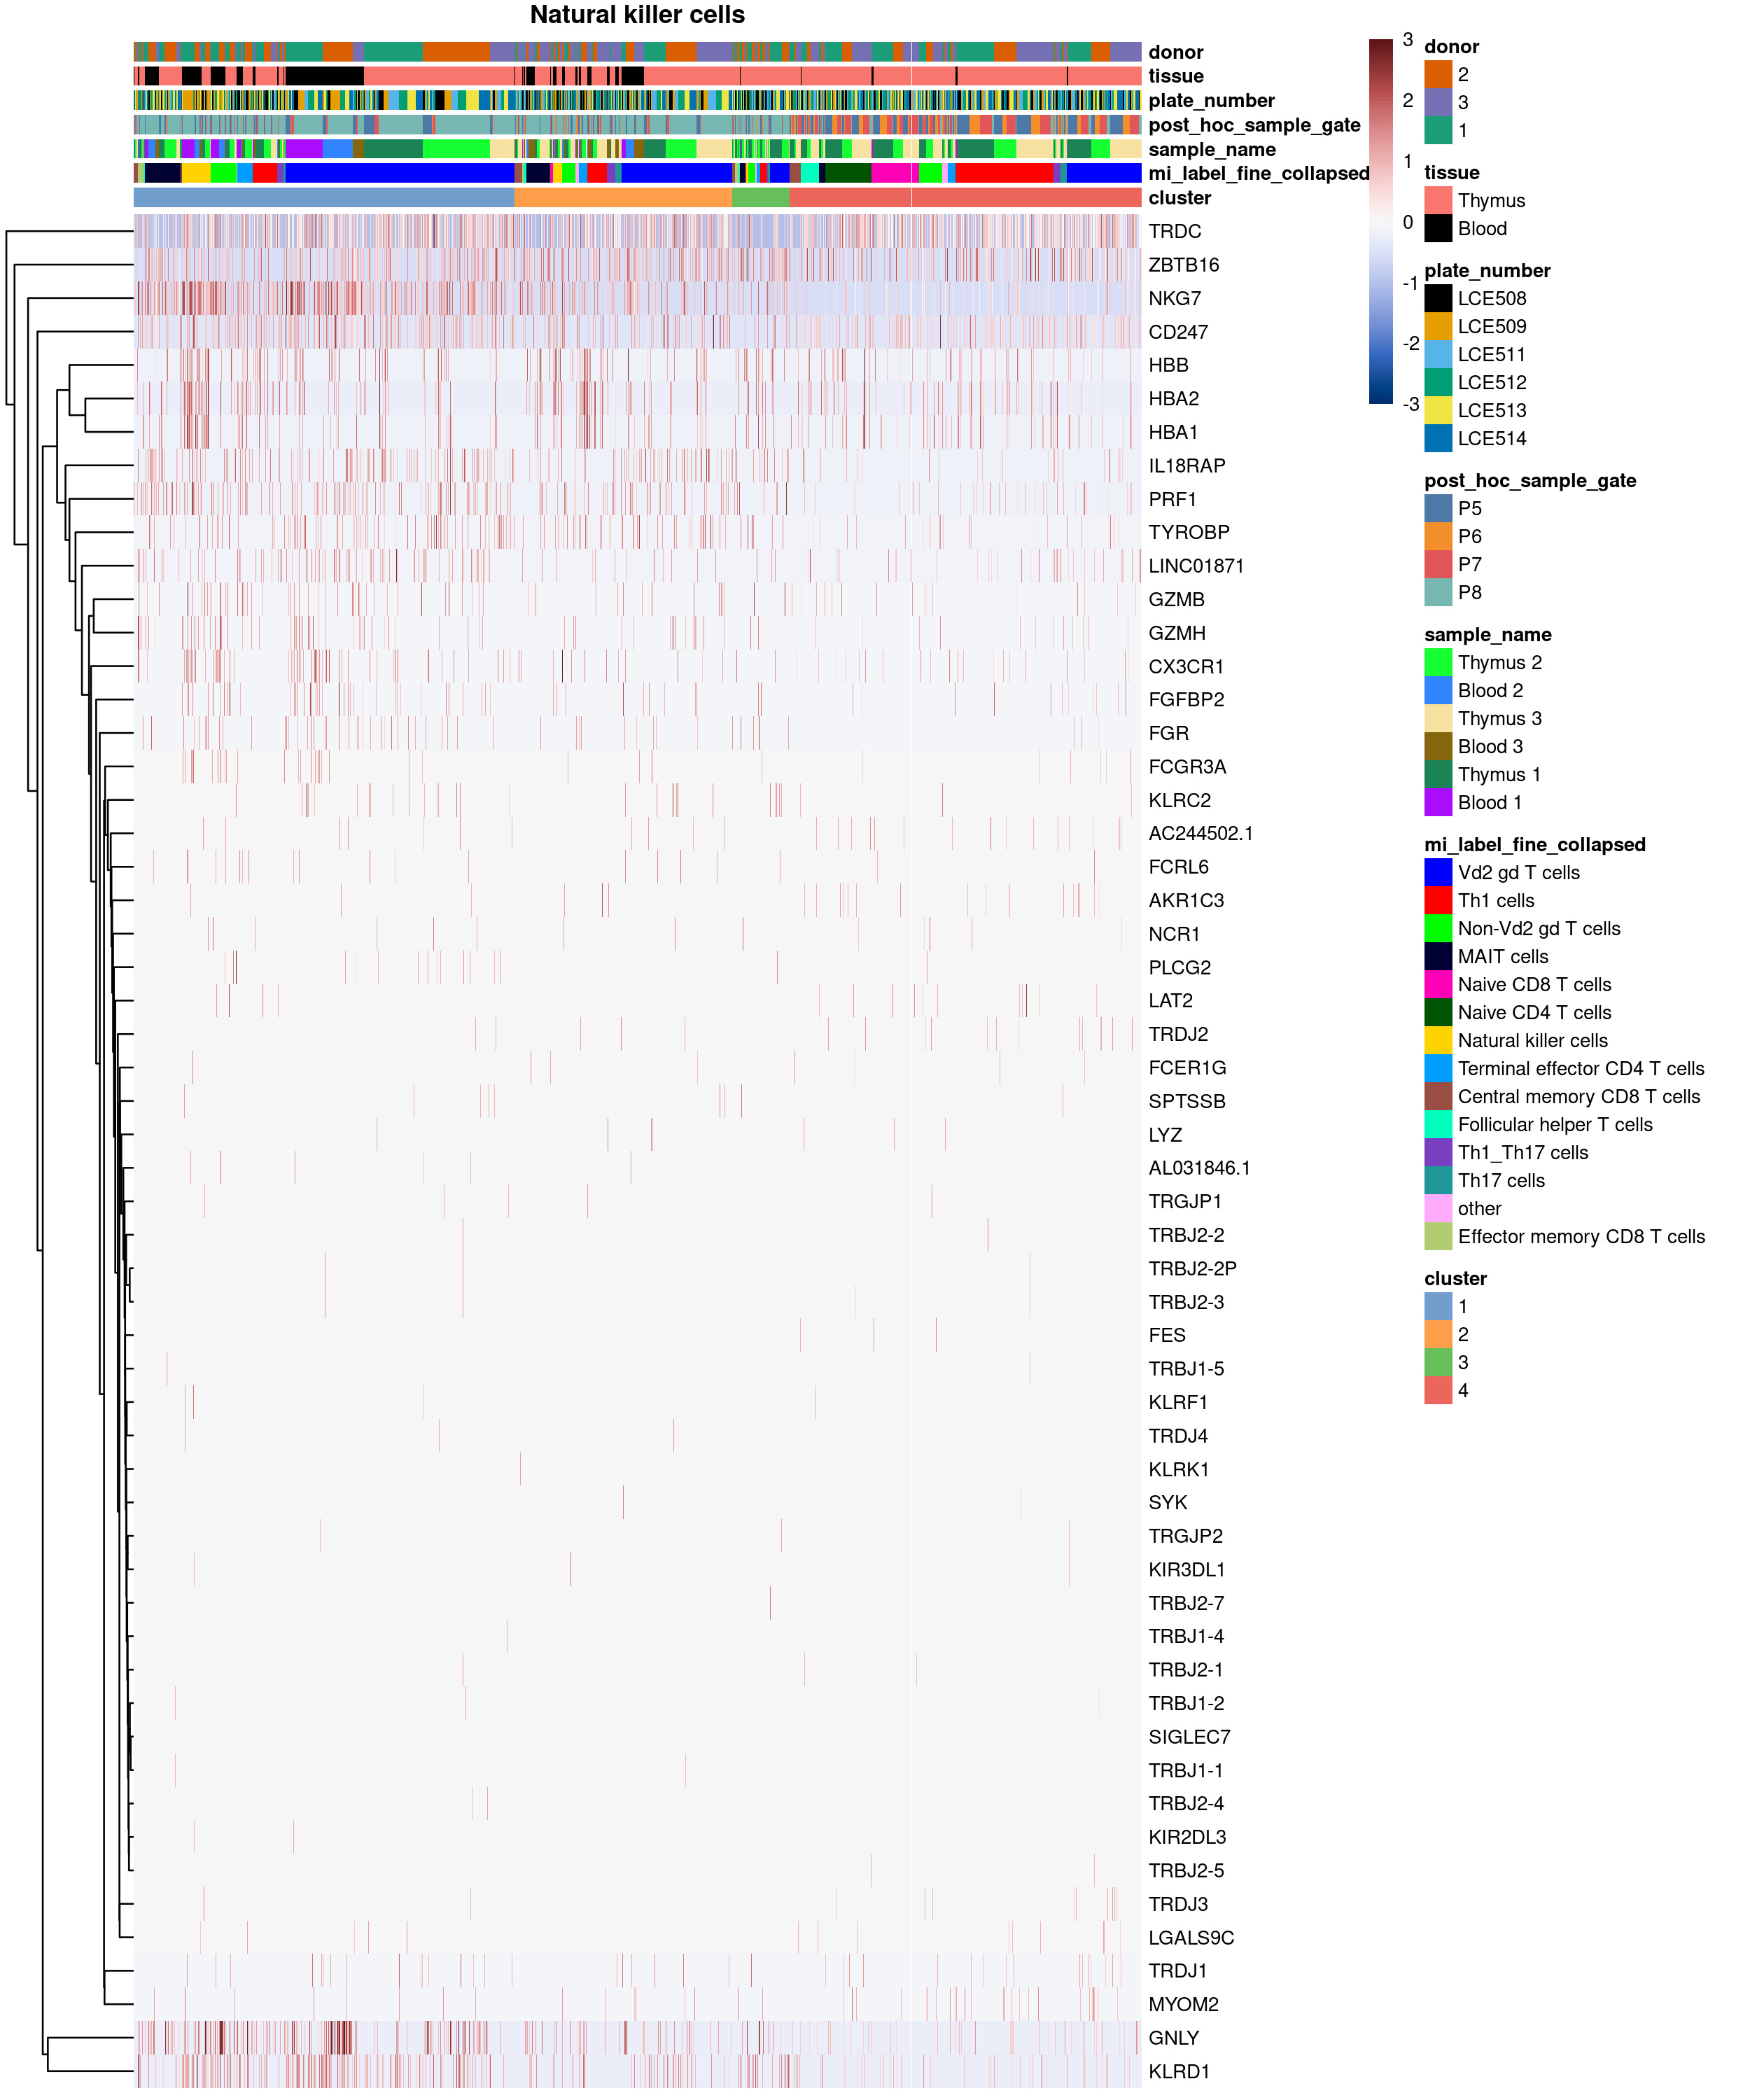 Natural killer cells
donor
tissue
plate_number
post_hoc_sample_gate
sample_name
mi_label_fine_collapsed
cluster
TRDC
ZBTB16
NKG7
CD247
HBB
HBA2
HBA1
IL18RAP
PRF1
TYROBP
LINC01871
GZMB
GZMH
CX3CR1
FGFBP2
FGR
FCGR3A
KLRC2
AC244502.1
FCRL6
AKR1C3
NCR1
PLCG2
LAT2
TRDJ2
FCER1G
SPTSSB
LYZ
AL031846.1
TRGJP1
TRBJ2-2
TRBJ2-2P
TRBJ2-3
FES
TRBJ1-5
KLRF1
TRDJ4
KLRK1
SYK
TRGJP2
KIR3DL1
TRBJ2-7
TRBJ1-4
TRBJ2-1
TRBJ1-2
SIGLEC7
TRBJ1-1
TRBJ2-4
KIR2DL3
TRBJ2-5
TRDJ3
LGALS9C
TRDJ1
MYOM2
GNLY
KLRD1
3
2
1
0
-1
-2
-3
donor
2
3
1
tissue
Thymus
Blood
plate_number
LCE508
LCE509
LCE511
LCE512
LCE513
LCE514
post_hoc_sample_gate
P5
P6
P7
P8
sample_name
Thymus 2
Blood 2
Thymus 3
Blood 3
Thymus 1
Blood 1
mi_label_fine_collapsed
Vd2 gd T cells
Th1 cells
Non-Vd2 gd T cells
MAIT cells
Naive CD8 T cells
Naive CD4 T cells
Natural killer cells
Terminal effector CD4 T cells
Central memory CD8 T cells
Follicular helper T cells
Th1_Th17 cells
Th17 cells
other
Effector memory CD8 T cells
cluster
1
2
3
4